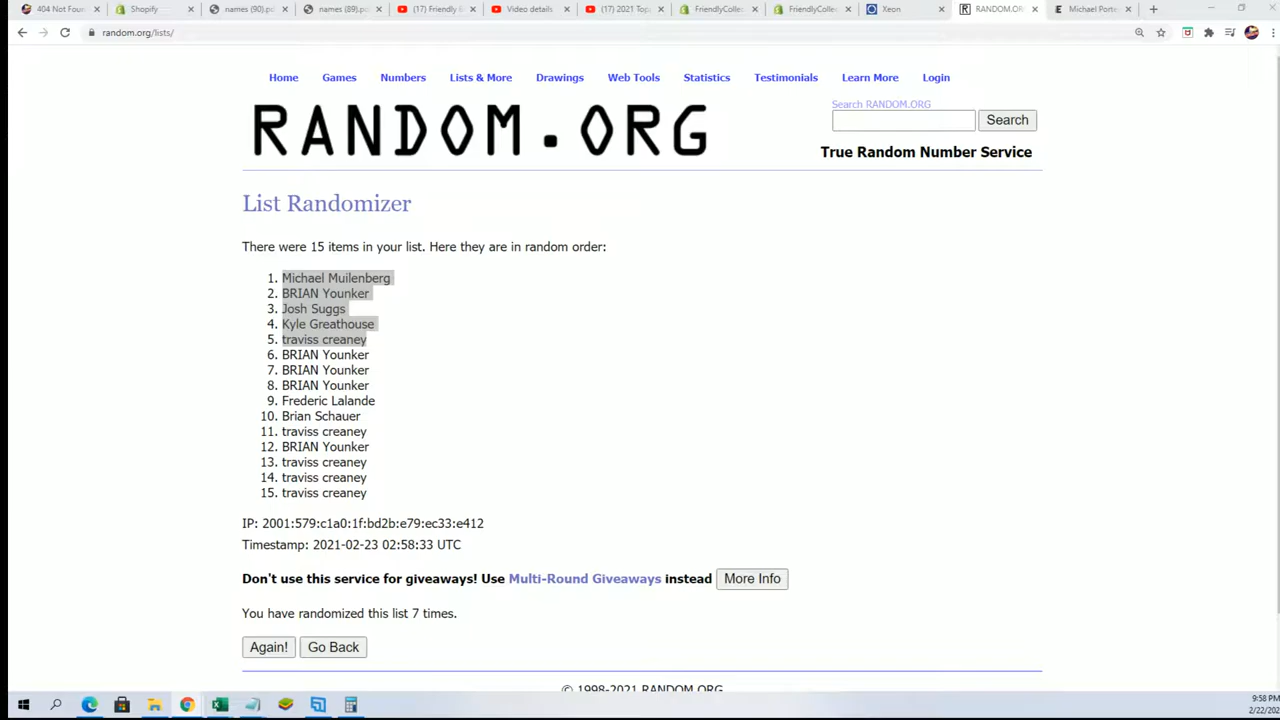 404 Not Foun
Shopify
names (90).pd
names (89).pd
(17) Friendly &
Video details
(17) 2021 Topp
FriendlyCollec
FriendlyCollec
Xeon
RANDOM.OR
Michael Porte
random.org/lists/
Home Games Numbers Lists & More Drawings Web Tools Statistics Testimonials Learn More Login
Search RANDOM.ORG
RANDOM.ORG
Search
True Random Number Service
List Randomizer
There were 15 items in your list. Here they are in random order:
1. Michael Muilenberg
2. BRIAN Younker
3. Josh Suggs
4. Kyle Greathouse
5. traviss creaney
6. BRIAN Younker
7. BRIAN Younker
8. BRIAN Younker
9. Frederic Lalande
10. Brian Schauer
11. traviss creaney
12. BRIAN Younker
13. traviss creaney
14. traviss creaney
15. traviss creaney
IP: 2001:579:c1a0:1f:bd2b:e79:ec33:e412
Timestamp: 2021-02-23 02:58:33 UTC
Don't use this service for giveaways! Use Multi-Round Giveaways instead More Info
You have randomized this list 7 times.
Again! Go Back
© 1998-2021 RANDOM.ORG
9:58 PM
2/22/202